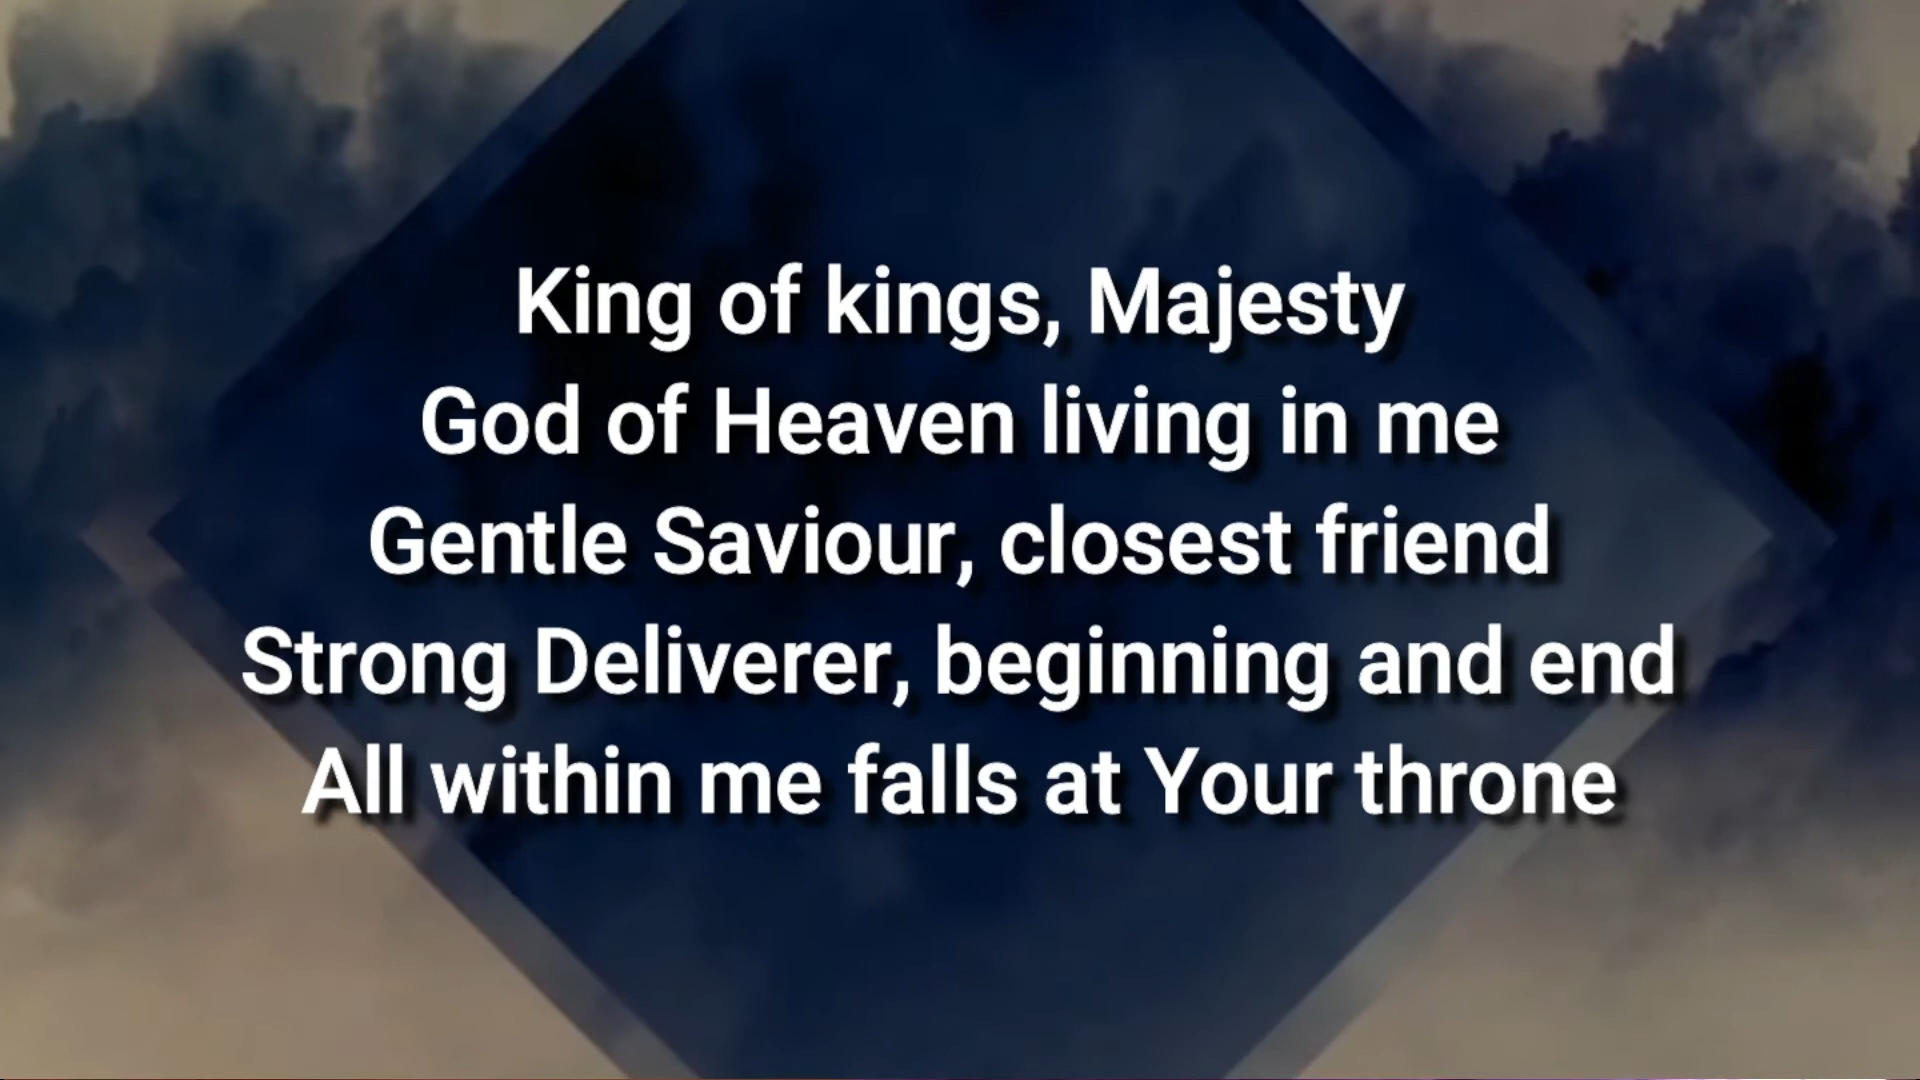 King of kings, Majesty
God of Heaven living in me
Gentle Saviour, closest friend
Strong Deliverer, beginning and end
All within me falls at Your throne